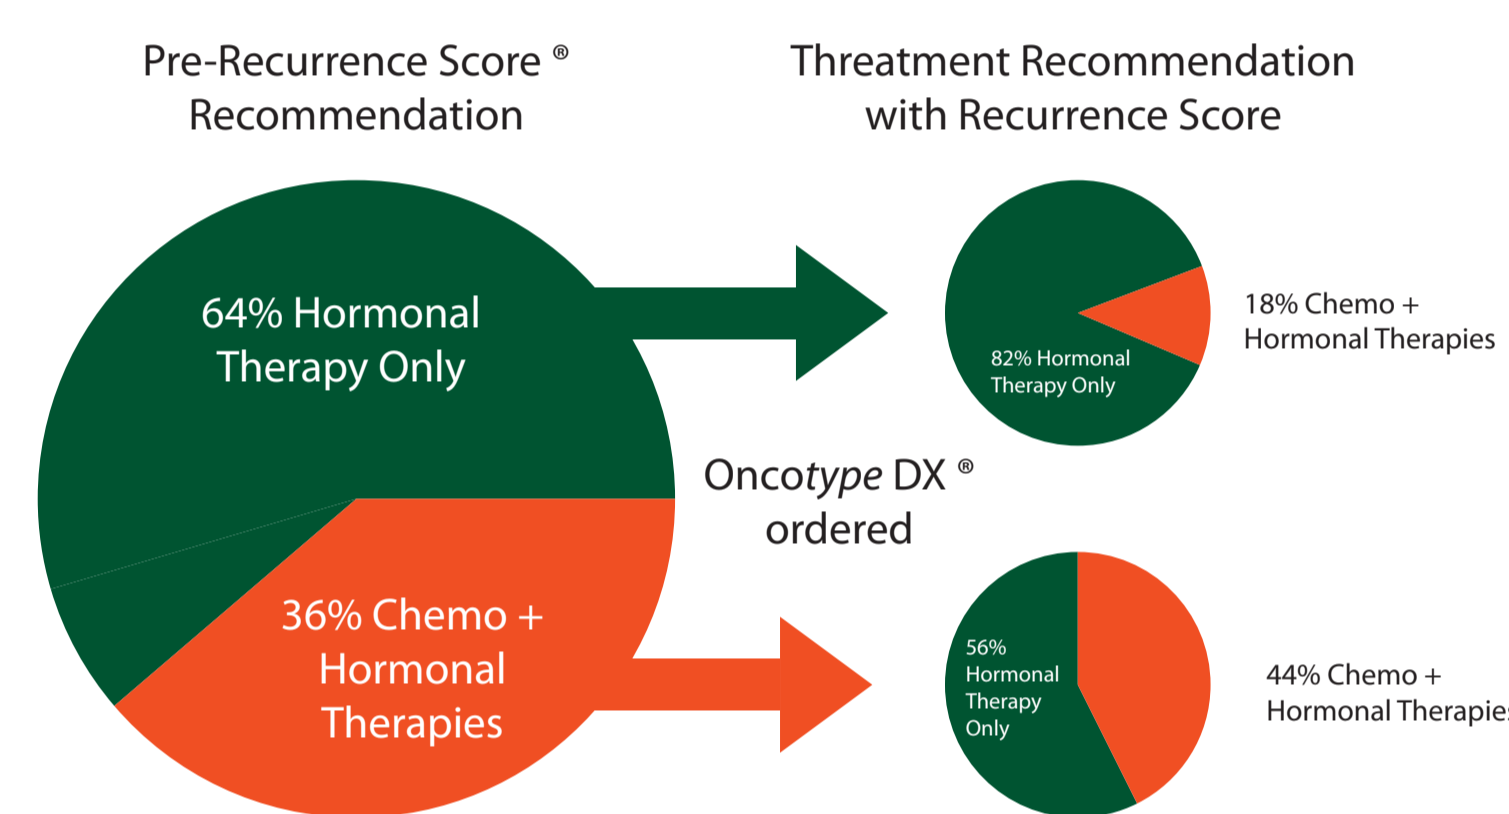 Pre-Recurrence Score ®
Recommendation
Threatment Recommendation
with Recurrence Score
64% Hormonal
Therapy Only
82% Hormonal
Therapy Only
18% Chemo +
Hormonal Therapies
Oncotype DX ®
ordered
36% Chemo +
Hormonal
Therapies
56%
Hormonal
Therapy
Only
44% Chemo +
Hormonal Therapies